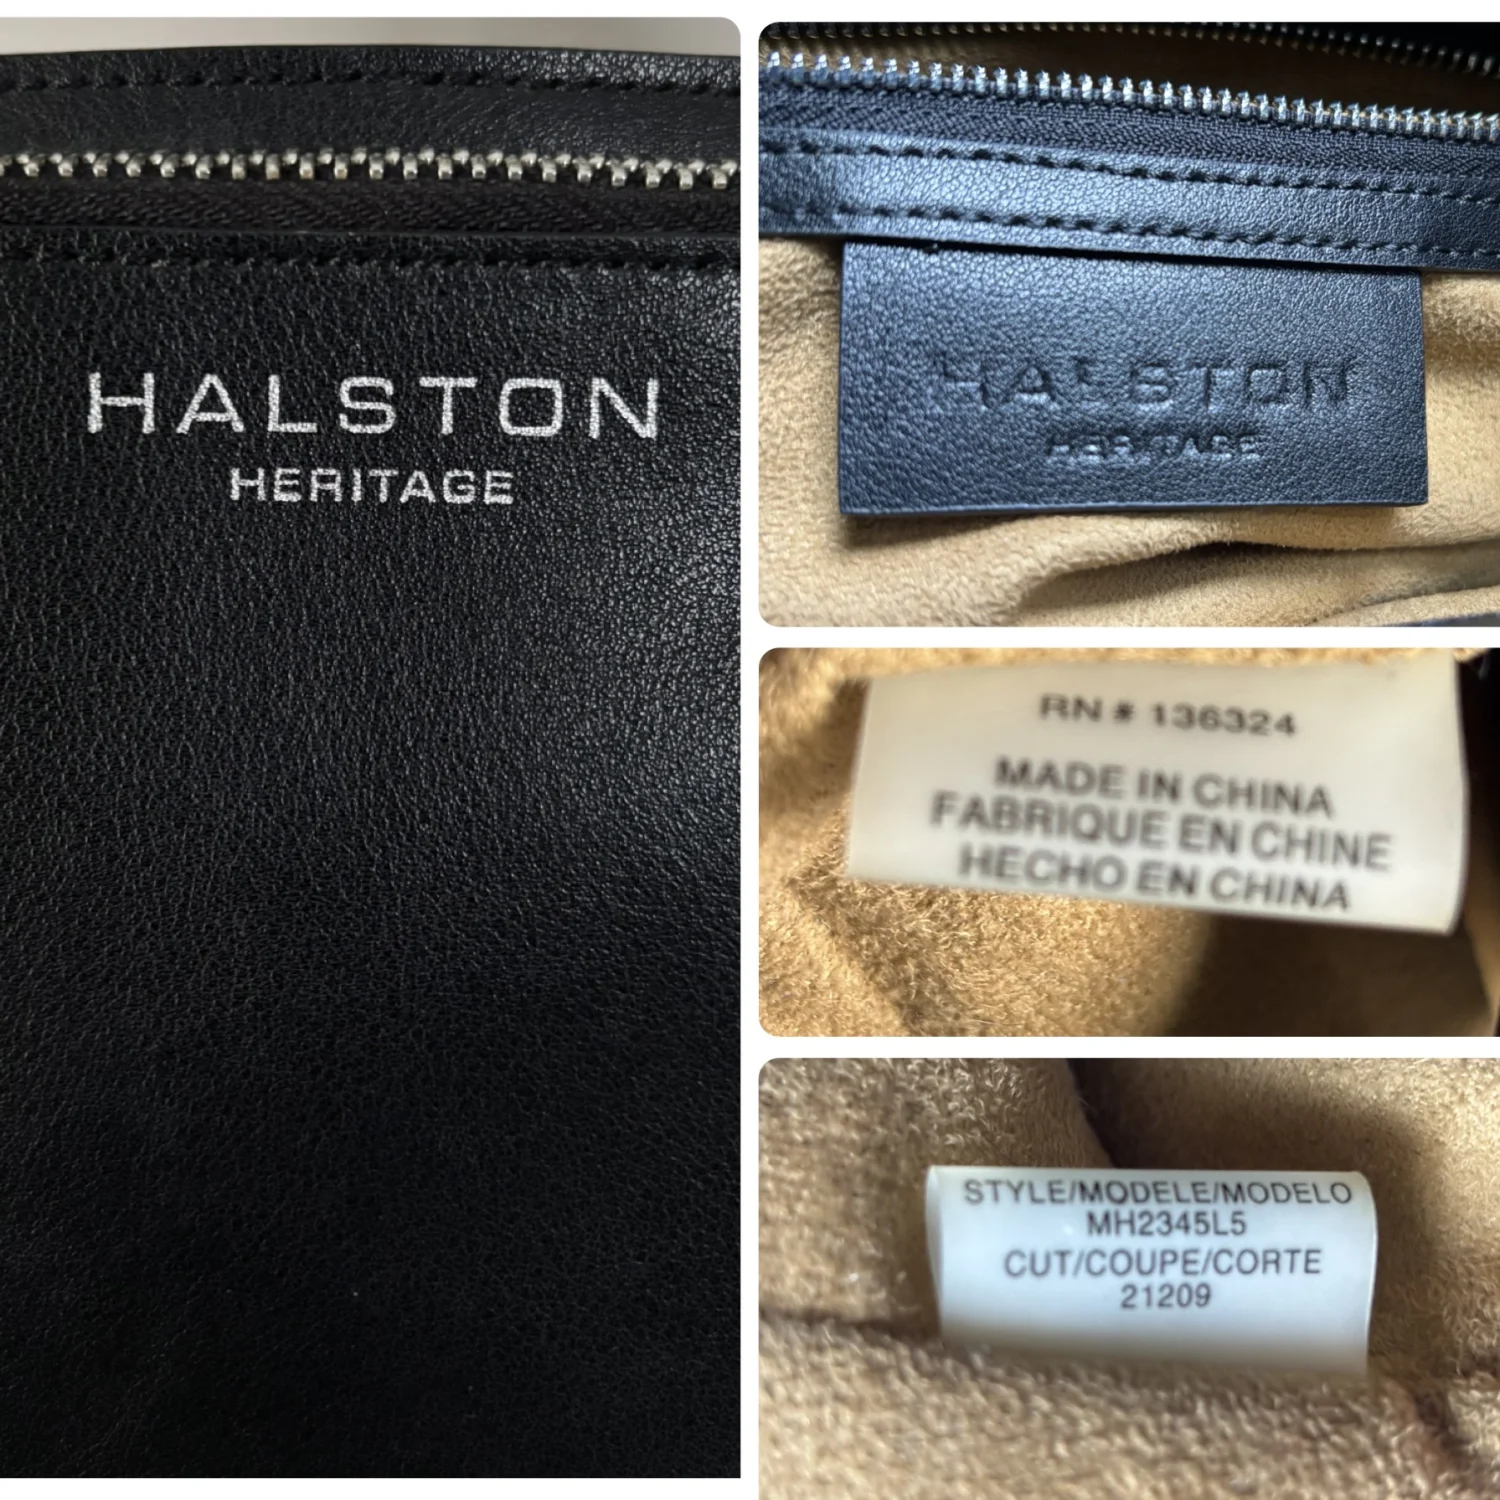 HALSTON
HERITAGE
HALSTON
HERITAGE
RN # 136324
MADE IN CHINA
FABRIQUE EN CHINE
HECHO EN CHINA
STYLE/MODELE/MODELO
MH2345L5
CUT/COUPE/CORTE
21209